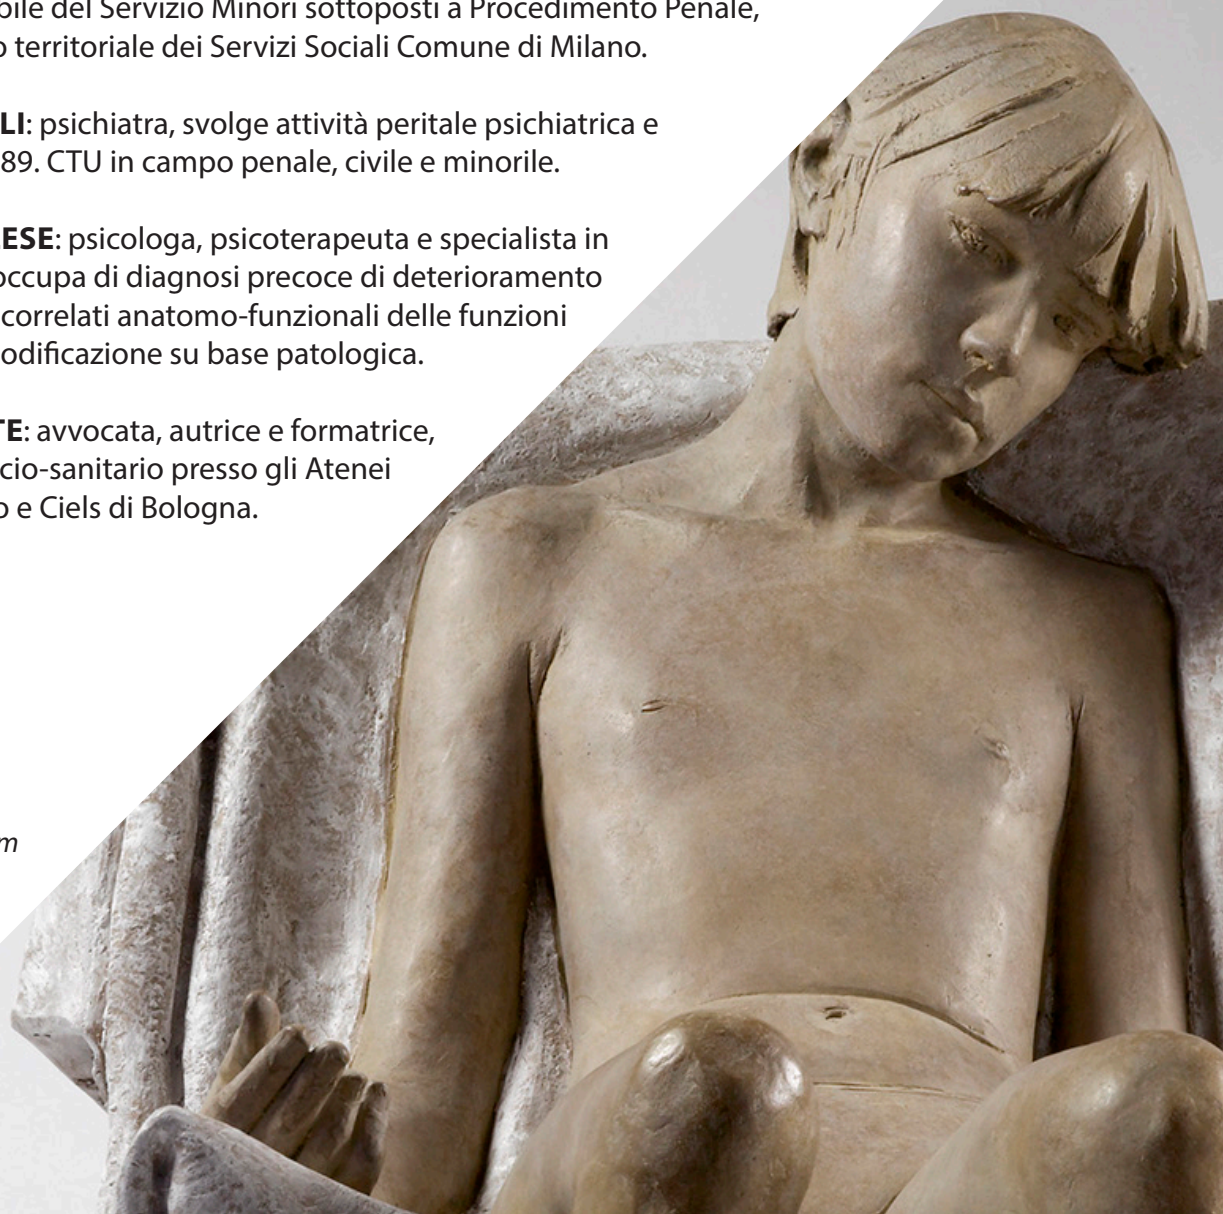 bile del Servizio Minori sottoposti a Procedimento Penale,
o territoriale dei Servizi Sociali Comune di Milano.
LI: psichiatra, svolge attività peritale psichiatrica e
89. CTU in campo penale, civile e minorile.
ESE: psicologa, psicoterapeuta e specialista in
occupa di diagnosi precoce di deterioramento
correlati anatomo-funzionali delle funzioni
odificazione su base patologica.
TE: avvocata, autrice e formatrice,
cio-sanitario presso gli Atenei
o e Ciels di Bologna.
m